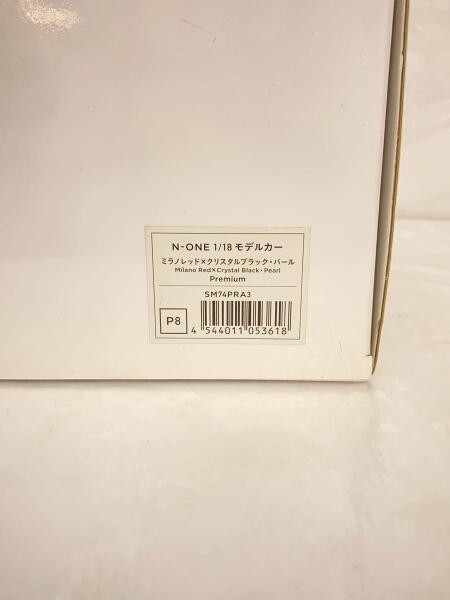 N-ONE 1/18 モデルカー
ミラノレッド×クリスタルブラック・パール
Milano Red×Crystal Black・Pearl
Premium
SM74PRA3
P8
4 544011 053618